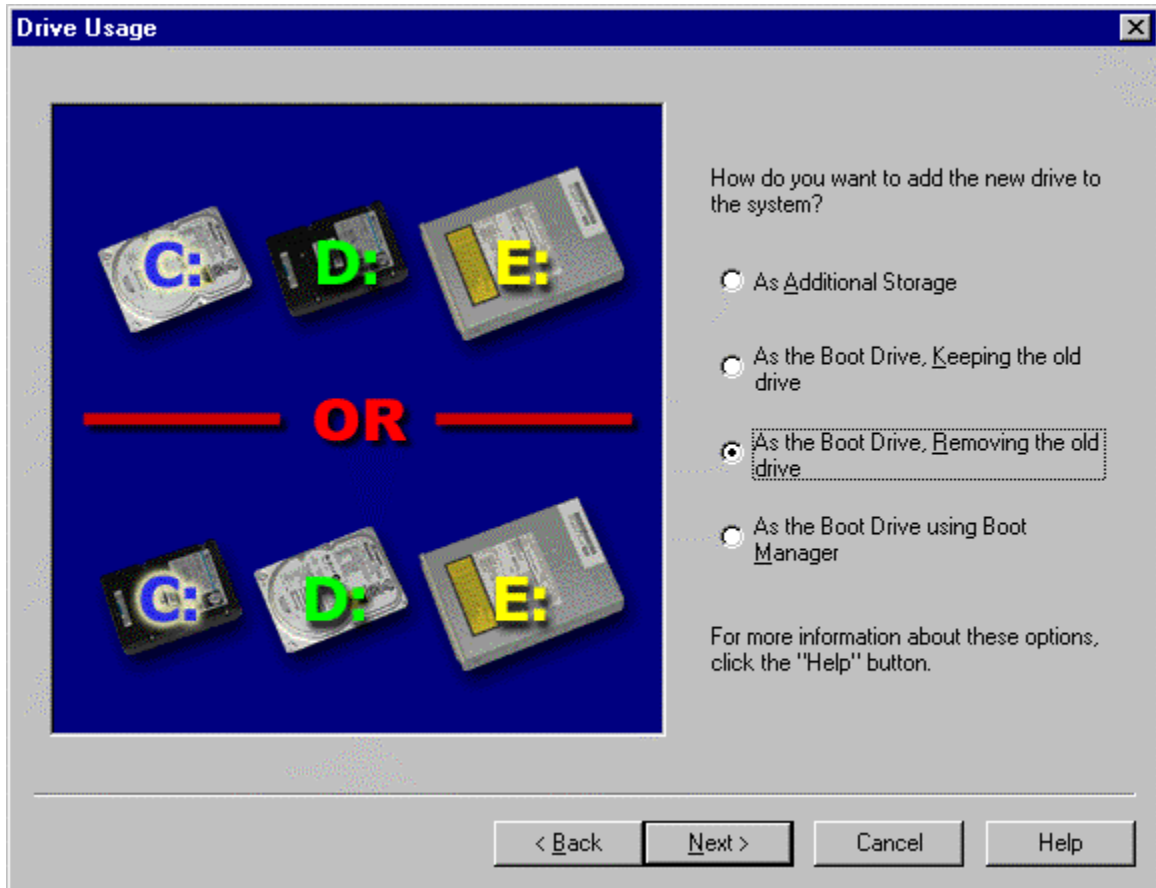 Drive Usage
C: D: E:
OR
C: D: E:
How do you want to add the new drive to
the system?
As Additional Storage
As the Boot Drive, Keeping the old
drive
As the Boot Drive, Removing the old
drive
As the Boot Drive using Boot
Manager
For more information about these options,
click the "Help" button.
< Back Next > Cancel Help